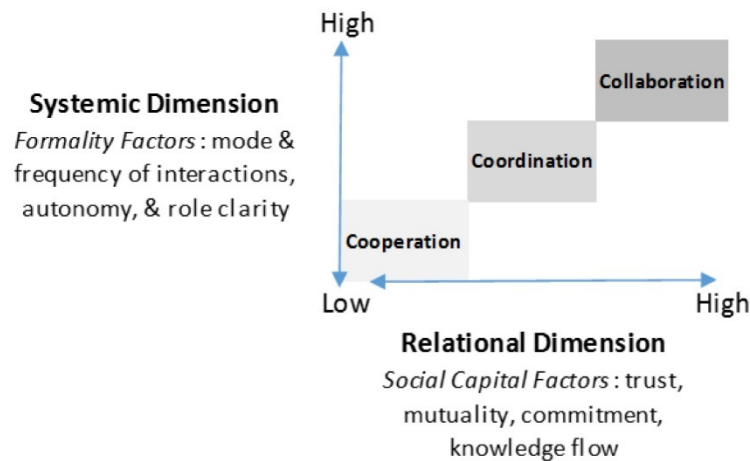 High
Collaboration
Systemic Dimension
Formality Factors: mode &
frequency of interactions,
autonomy, & role clarity
Coordination
Cooperation
Low
High
Relational Dimension
Social Capital Factors: trust,
mutuality, commitment,
knowledge flow